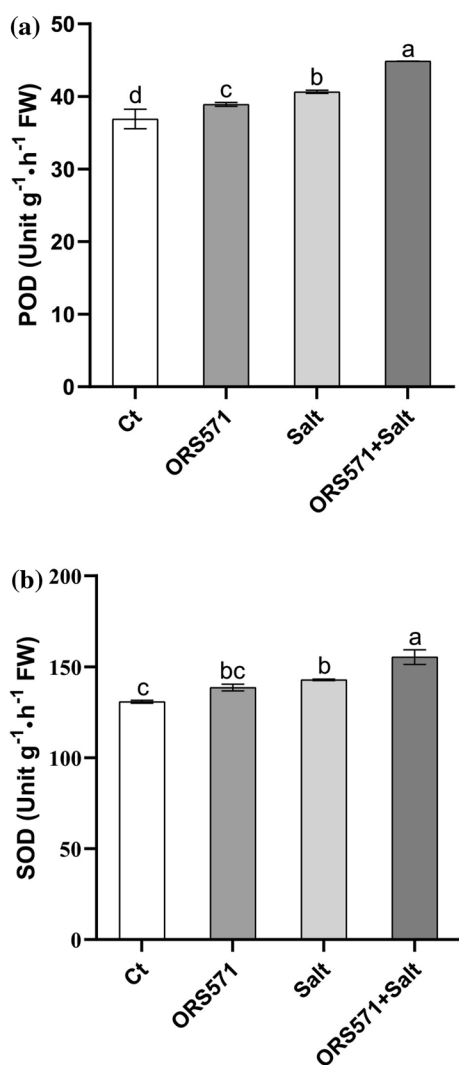 (a)
POD (Unit g⁻¹•h⁻¹ FW)
50
40
30
20
10
0
d
c
b
a
Ct
ORS571
Salt
ORS571+Salt
(b)
SOD (Unit g⁻¹•h⁻¹ FW)
200
150
100
50
0
c
bc
b
a
Ct
ORS571
Salt
ORS571+Salt